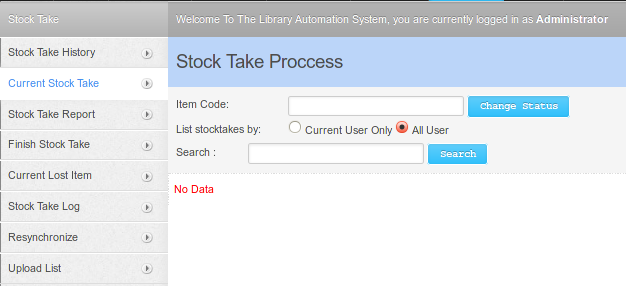 Stock Take
Welcome To The Library Automation System, you are currently logged in as Administrator
Stock Take History
Current Stock Take
Stock Take Report
Finish Stock Take
Current Lost Item
Stock Take Log
Resynchronize
Upload List
Stock Take Proccess
Item Code: Change Status
List stocktakes by: Current User Only All User
Search : Search
No Data